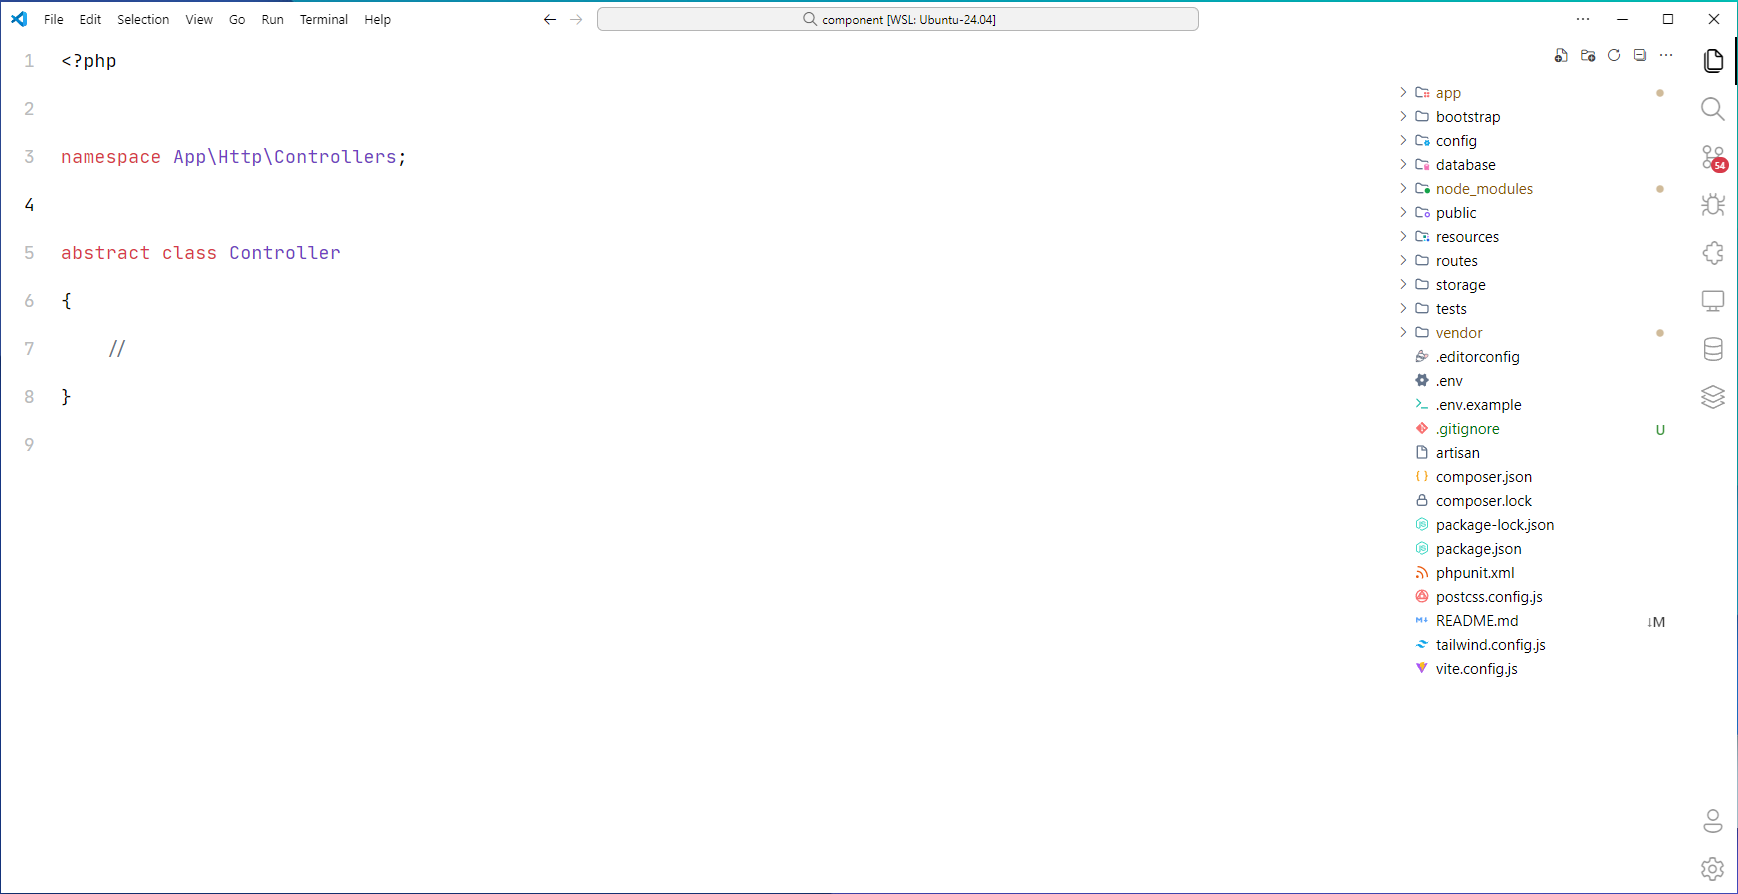 File Edit Selection View Go Run Terminal Help
component [WSL: Ubuntu-24.04]
1 <?php
2
3 namespace App\Http\Controllers;
4
5 abstract class Controller
6 {
7 //
8 }
9
app
bootstrap
config
database
node_modules
public
resources
routes
storage
tests
vendor
.editorconfig
.env
.env.example
.gitignore U
artisan
composer.json
composer.lock
package-lock.json
package.json
phpunit.xml
postcss.config.js
README.md ↓M
tailwind.config.js
vite.config.js
54